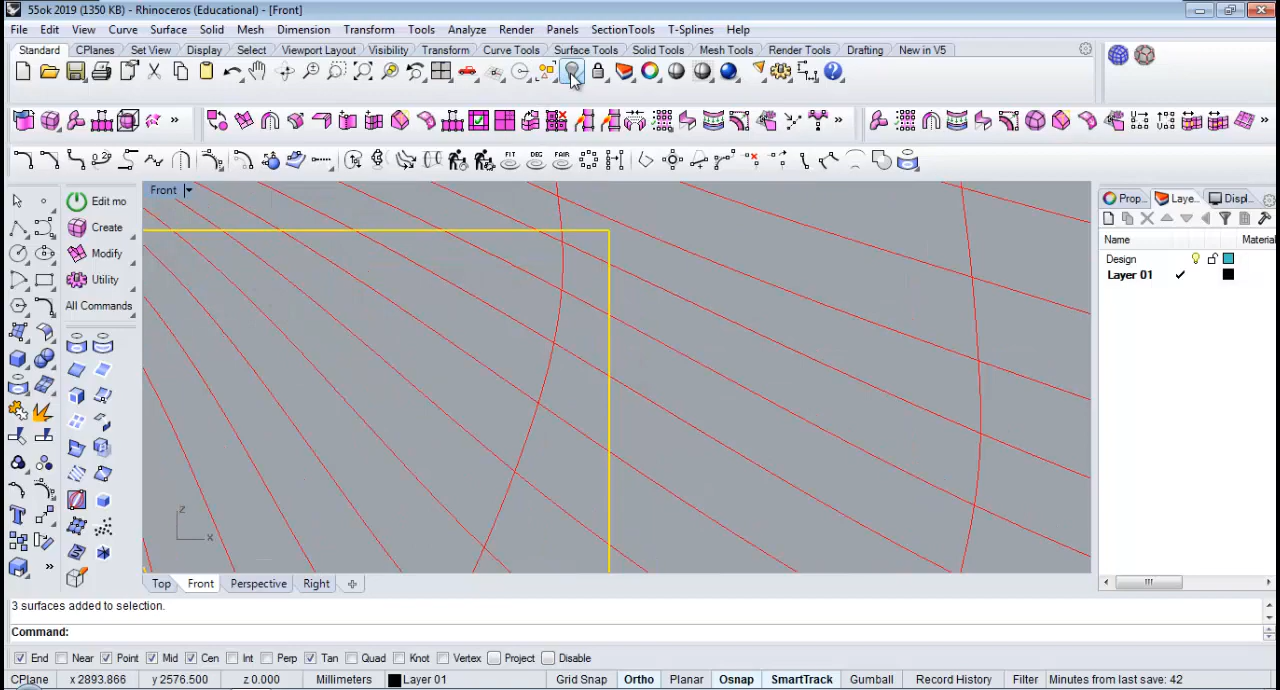 55ok 2019 (1350 KB) - Rhinoceros (Educational) - [Front]
File Edit View Curve Surface Solid Mesh Dimension Transform Tools Analyze Render Panels SectionTools T-Splines Help
Standard CPlanes Set View Display Select Viewport Layout Visibility Transform Curve Tools Surface Tools Solid Tools Mesh Tools Render Tools Drafting New in V5
FIT DEG FAIR
Front
Prop... Laye... Displ...
Edit mo
Create
Modify
Utility
All Commands
Name Material
Design
Layer 01
z
x
Top Front Perspective Right
3 surfaces added to selection.
Command:
End Near Point Mid Cen Int Perp Tan Quad Knot Vertex Project Disable
CPlane x 2893.866 y 2576.500 z 0.000 Millimeters Layer 01 Grid Snap Ortho Planar Osnap SmartTrack Gumball Record History Filter Minutes from last save: 42